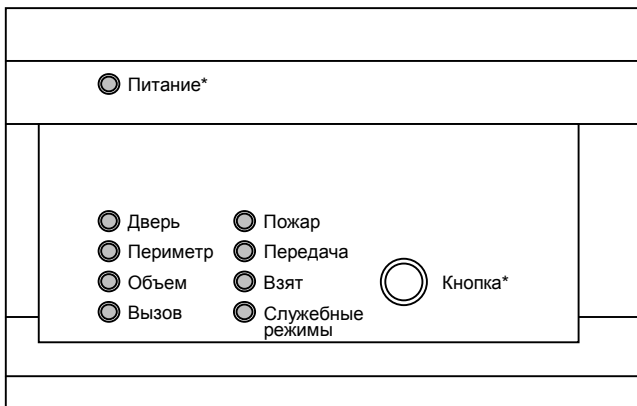 Питание*
Дверь
Периметр
Объем
Вызов
Пожар
Передача
Взят
Служебные
режимы
Кнопка*